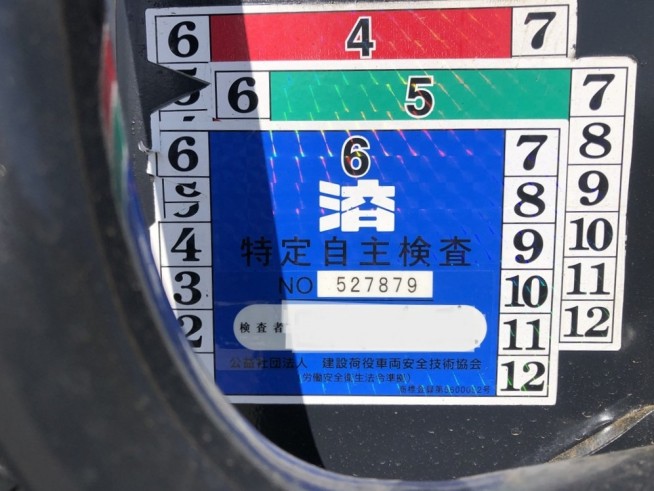 6 4 7
5 6 5 7
6 6 7 8
済
5 8 9
特定自主検査
4 9 10
NO 527879
3 10 11
検査者
2 11 12
公益社団法人 建設荷役車両安全技術協会
(労働安全衛生法令準拠)
12